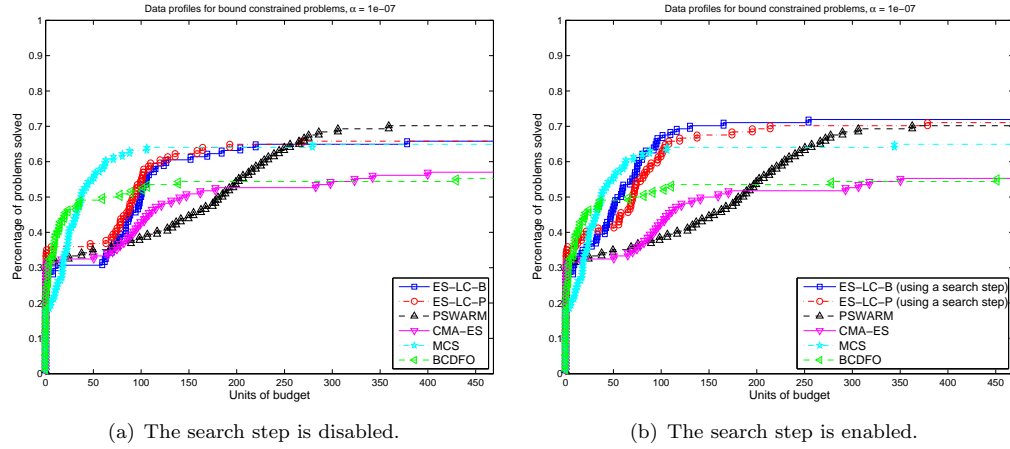 Data profiles for bound constrained problems, α = 1e−07
1
0.9
0.8
0.7
0.6
0.5
0.4
0.3
0.2
0.1
0
Percentage of problems solved
0 50 100 150 200 250 300 350 400 450
Units of budget
ES−LC−B
ES−LC−P
PSWARM
CMA−ES
MCS
BCDFO
(a) The search step is disabled.
Data profiles for bound constrained problems, α = 1e−07
1
0.9
0.8
0.7
0.6
0.5
0.4
0.3
0.2
0.1
0
Percentage of problems solved
0 50 100 150 200 250 300 350 400 450
Units of budget
ES−LC−B (using a search step)
ES−LC−P (using a search step)
PSWARM
CMA−ES
MCS
BCDFO
(b) The search step is enabled.